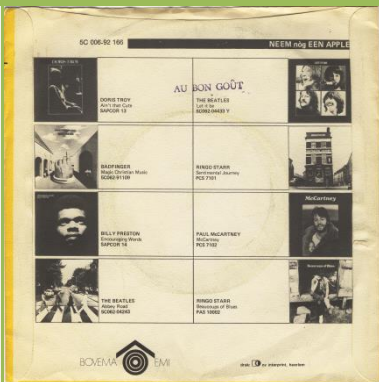 5C 006-92 166
NEEM nòg EEN APPLE
AU BON GOÛT
DORIS TROY
Ain't that Cute
SAPCOR 13
THE BEATLES
Let it be
5C062-04433 Y
BADFINGER
Magic Christian Music
5C062-91109
RINGO STARR
Sentimental Journey
PCS 7101
BILLY PRESTON
Encouraging Words
SAPCOR 14
PAUL McCARTNEY
McCartney
PCS 7102
McCartney
THE BEATLES
Abbey Road
5C062-04243
RINGO STARR
Beaucoups of Blues
PAS 10002
BOVEMA EMI